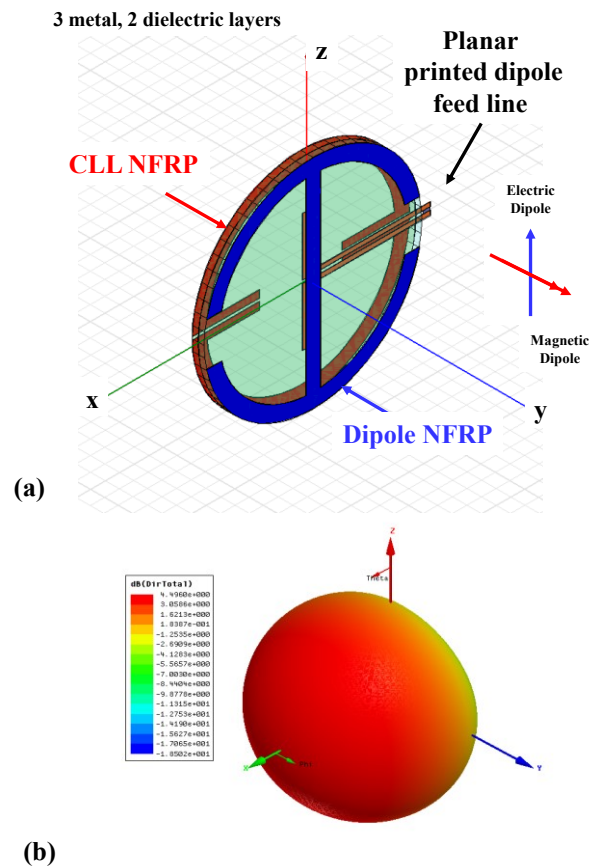 3 metal, 2 dielectric layers
z
Planar
printed dipole
feed line
CLL NFRP
Electric
Dipole
Magnetic
Dipole
x
y
Dipole NFRP
(a)
dB(DirTotal)
4.4960e+000
3.0586e+000
1.6213e+000
1.8387e-001
-1.2535e+000
-2.6909e+000
-4.1283e+000
-5.5657e+000
-7.0030e+000
-8.4404e+000
-9.8778e+000
-1.1315e+001
-1.2753e+001
-1.4190e+001
-1.5627e+001
-1.7065e+001
-1.8502e+001
Z
Theta
X
Phi
Y
(b)